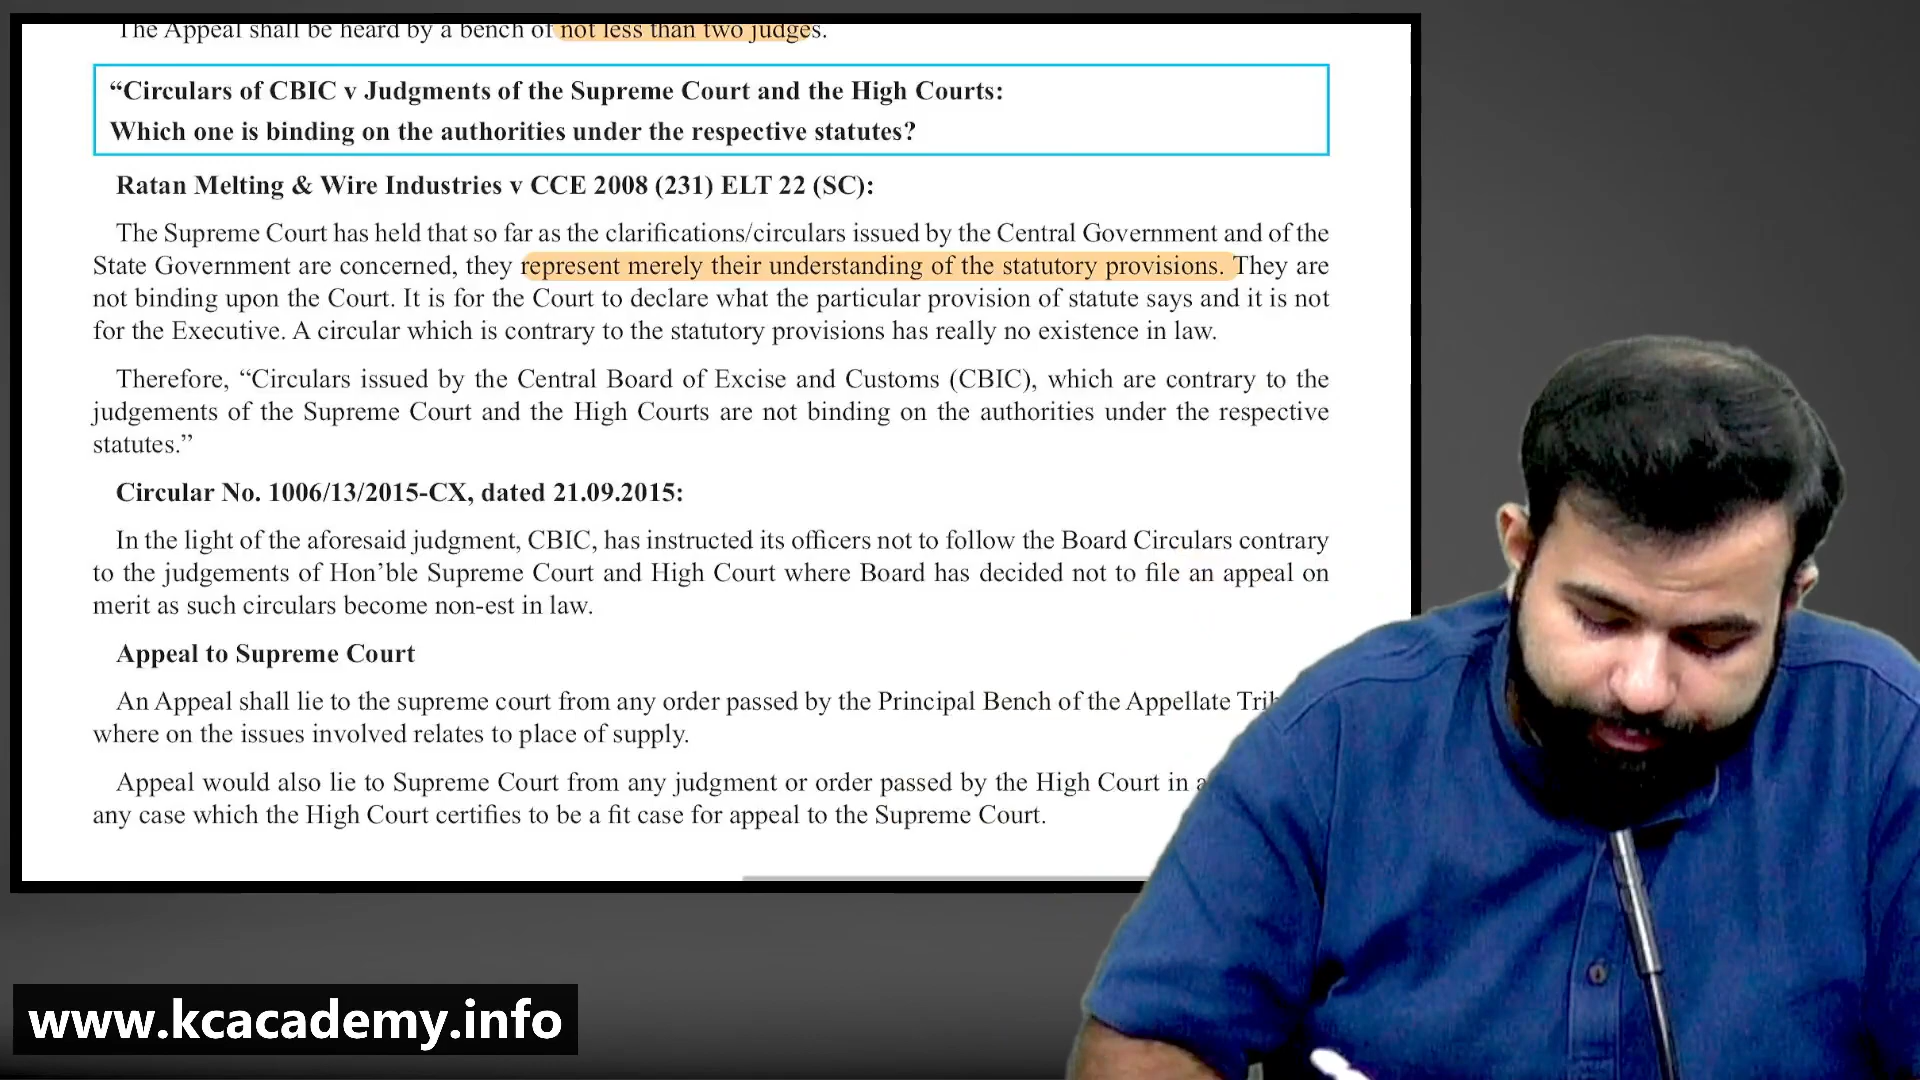 The Appeal shall be heard by a bench of not less than two judges.
“Circulars of CBIC v Judgments of the Supreme Court and the High Courts:
Which one is binding on the authorities under the respective statutes?
Ratan Melting & Wire Industries v CCE 2008 (231) ELT 22 (SC):
The Supreme Court has held that so far as the clarifications/circulars issued by the Central Government and of the
State Government are concerned, they represent merely their understanding of the statutory provisions. They are
not binding upon the Court. It is for the Court to declare what the particular provision of statute says and it is not
for the Executive. A circular which is contrary to the statutory provisions has really no existence in law.
Therefore, “Circulars issued by the Central Board of Excise and Customs (CBIC), which are contrary to the
judgements of the Supreme Court and the High Courts are not binding on the authorities under the respective
statutes.”
Circular No. 1006/13/2015-CX, dated 21.09.2015:
In the light of the aforesaid judgment, CBIC, has instructed its officers not to follow the Board Circulars contrary
to the judgements of Hon’ble Supreme Court and High Court where Board has decided not to file an appeal on
merit as such circulars become non-est in law.
Appeal to Supreme Court
An Appeal shall lie to the supreme court from any order passed by the Principal Bench of the Appellate
where on the issues involved relates to place of supply.
Appeal would also lie to Supreme Court from any judgment or order passed by the High Court in
any case which the High Court certifies to be a fit case for appeal to the Supreme Court.
www.kcacademy.info